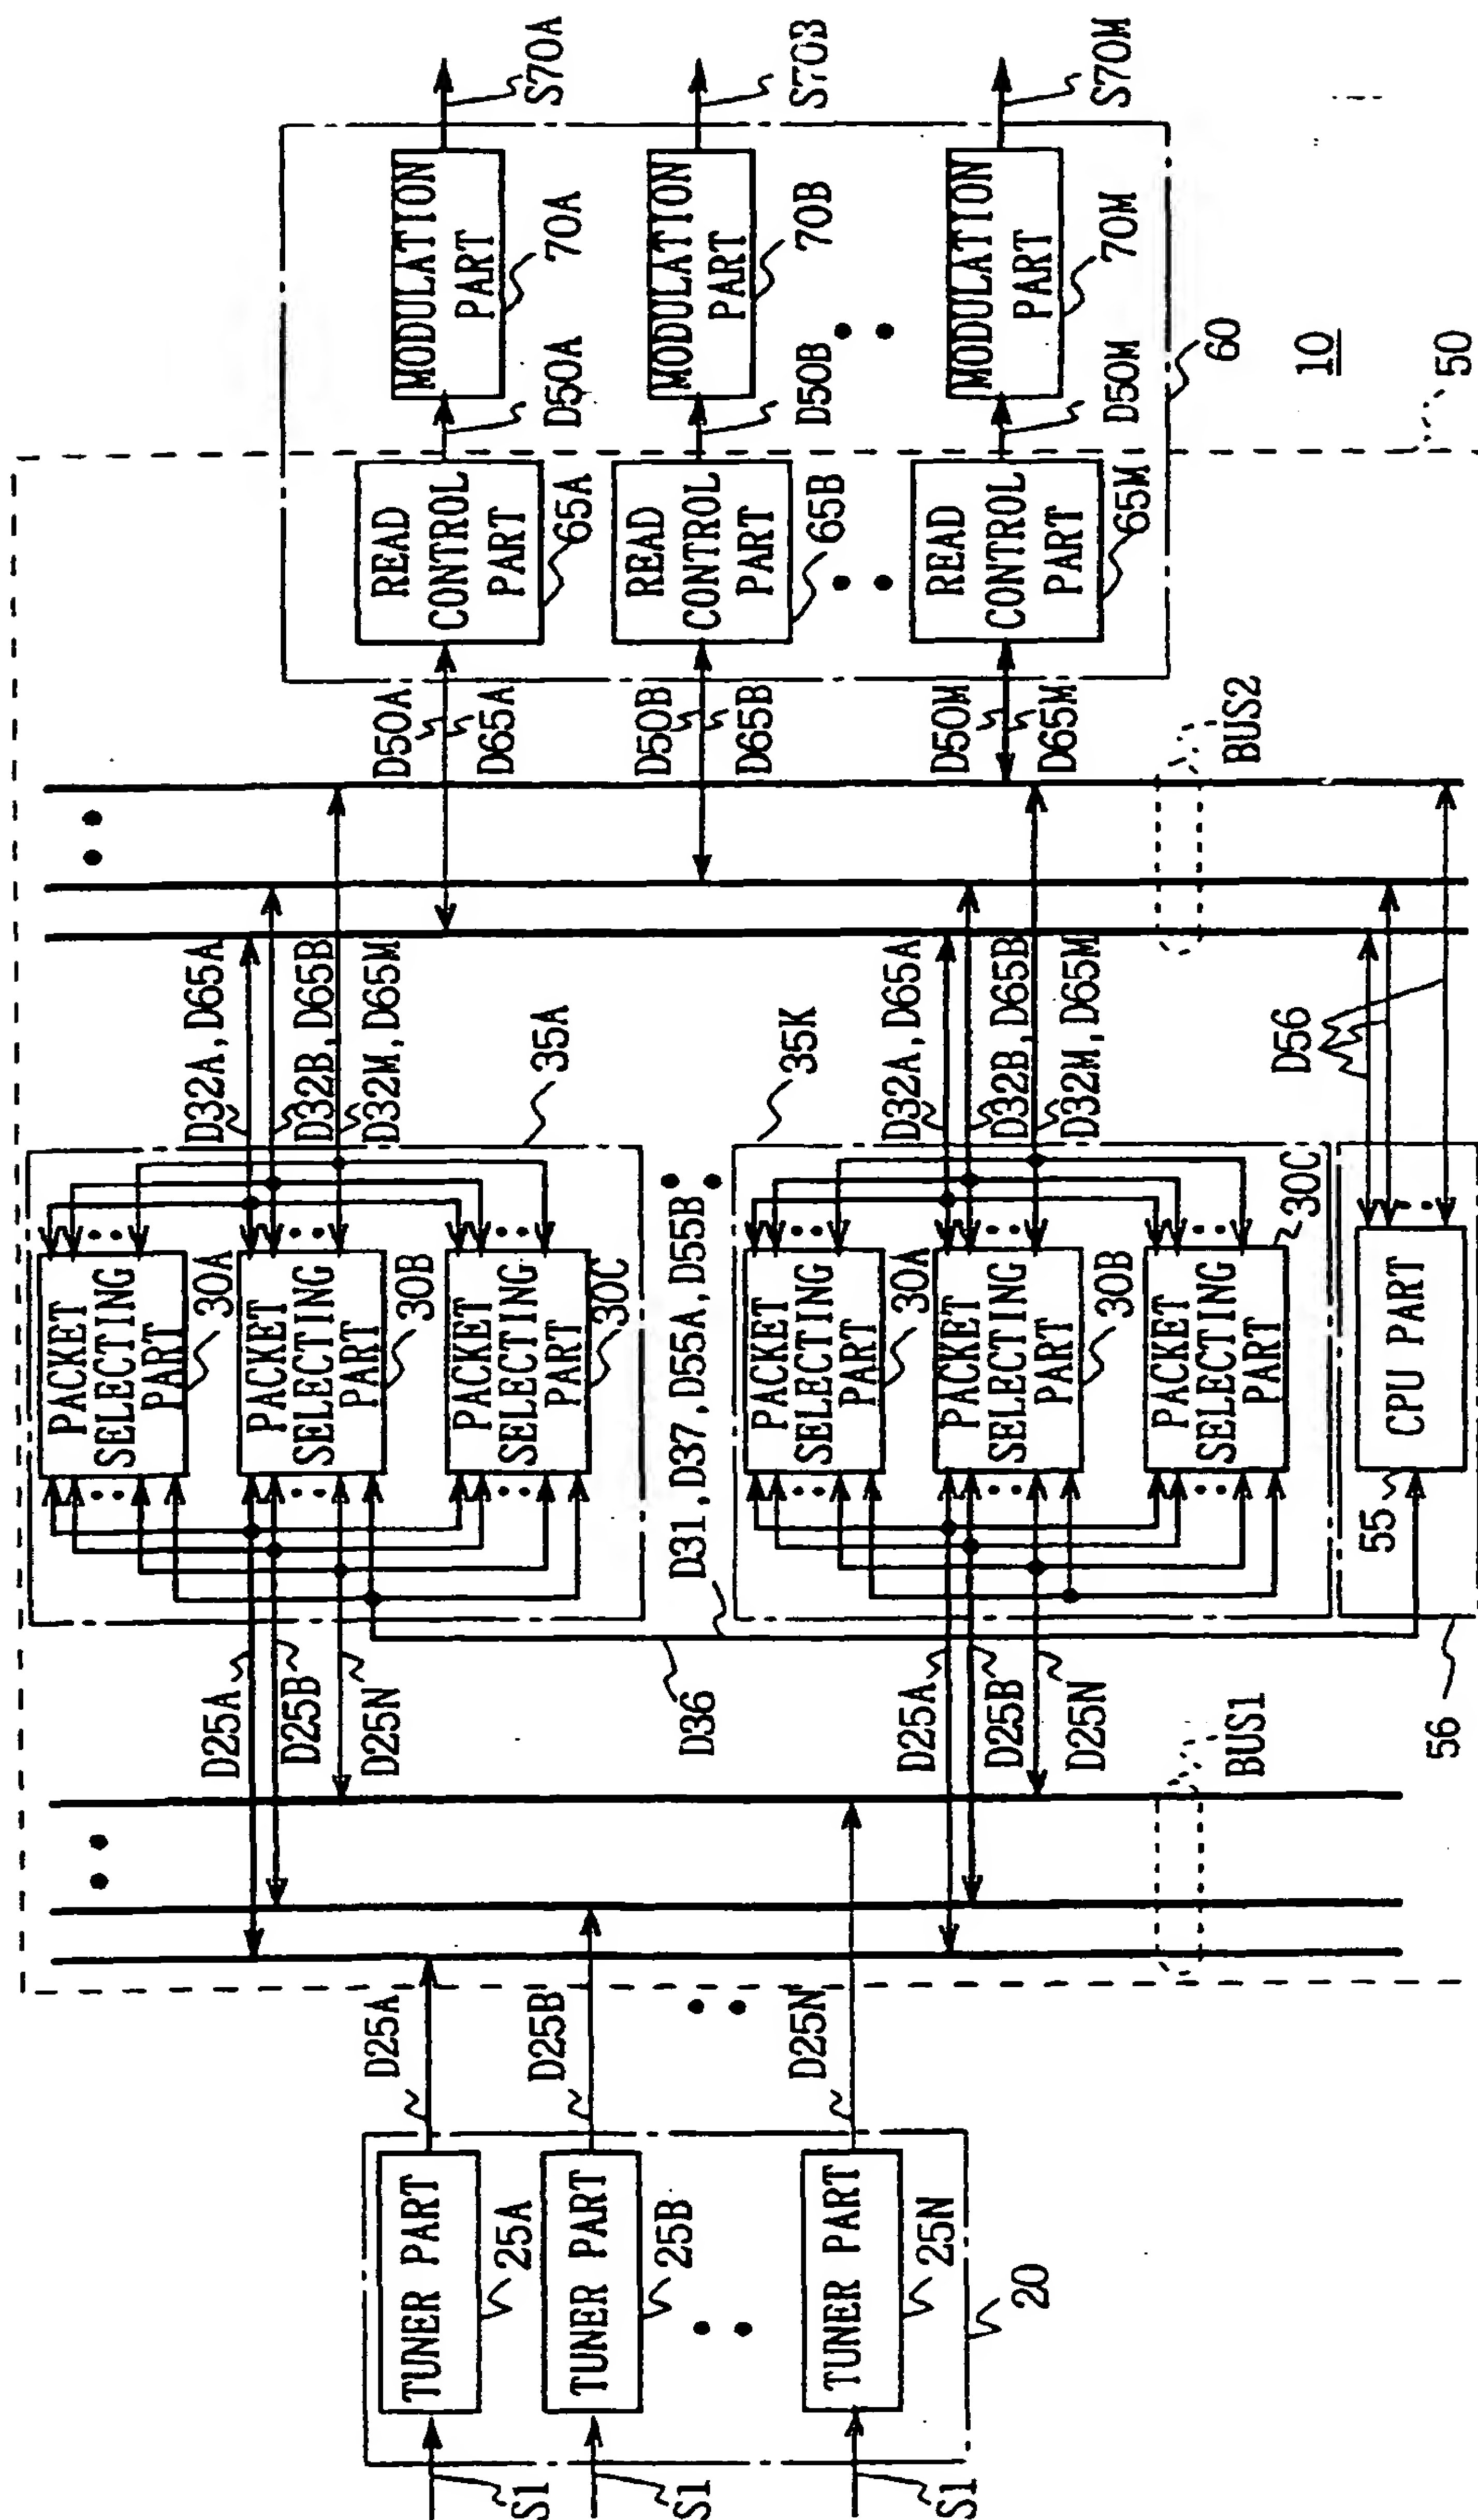 S1
TUNER PART
25A
D25A
S1
TUNER PART
25B
D25B
S1
TUNER PART
25N
D25N
20
BUS1
D25A
D25B
D25N
D36
D25A
D25B
D25N
PACKET
SELECTING
PART
30A
PACKET
SELECTING
PART
30B
PACKET
SELECTING
PART
30C
35A
D31, D37, D55A, D55B
PACKET
SELECTING
PART
30A
PACKET
SELECTING
PART
30B
PACKET
SELECTING
PART
30C
35K
CPU PART
55
56
D32A, D65A
D32B, D65B
D32M, D65M
D32A, D65A
D32B, D65B
D32M, D65M
D56
BUS2
D50A
D65A
D50B
D65B
D50M
D65M
READ
CONTROL
PART
65A
READ
CONTROL
PART
65B
READ
CONTROL
PART
65M
D50A
D50B
D50M
MODULATION
PART
70A
MODULATION
PART
70B
MODULATION
PART
70M
60
S70A
S70B
S70M
10
50